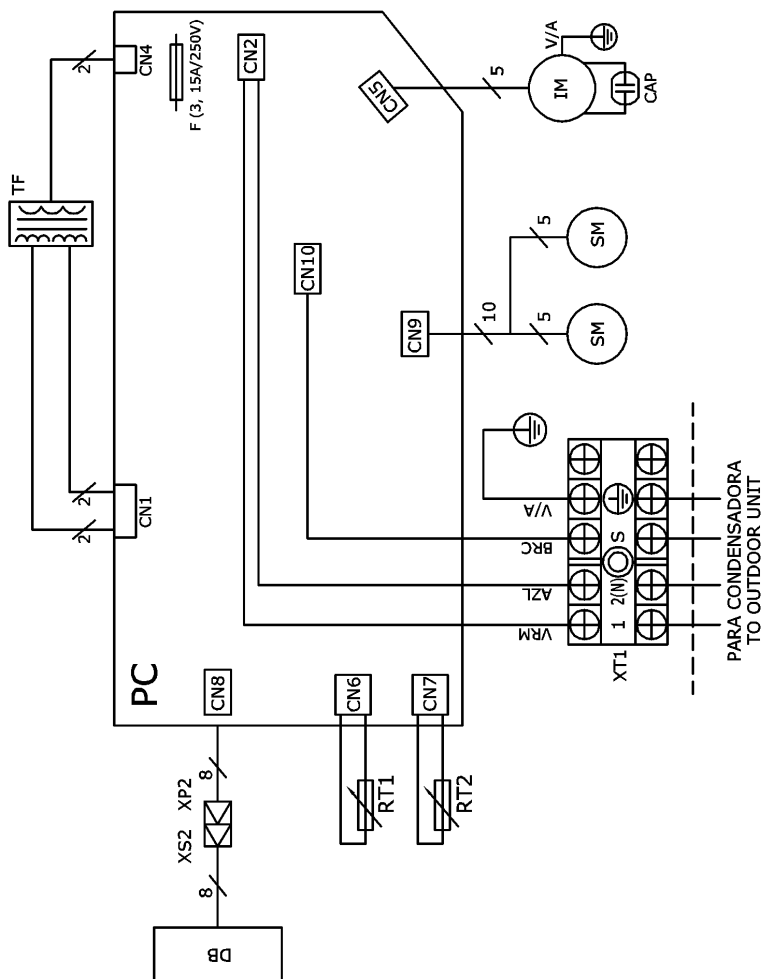 TF
2
CN4
F (3, 15A/250V)
CN2
V/A
CN5
5
IM
CAP
2
2
CN1
CN10
CN9
10
5
SM
5
SM
PC
CN8
8
XP2
XS2
8
DB
CN6
RT1
CN7
RT2
V/A
BRC
AZL
VRM
S
2(N)
1
XT1
PARA CONDENSADORA
TO OUTDOOR UNIT